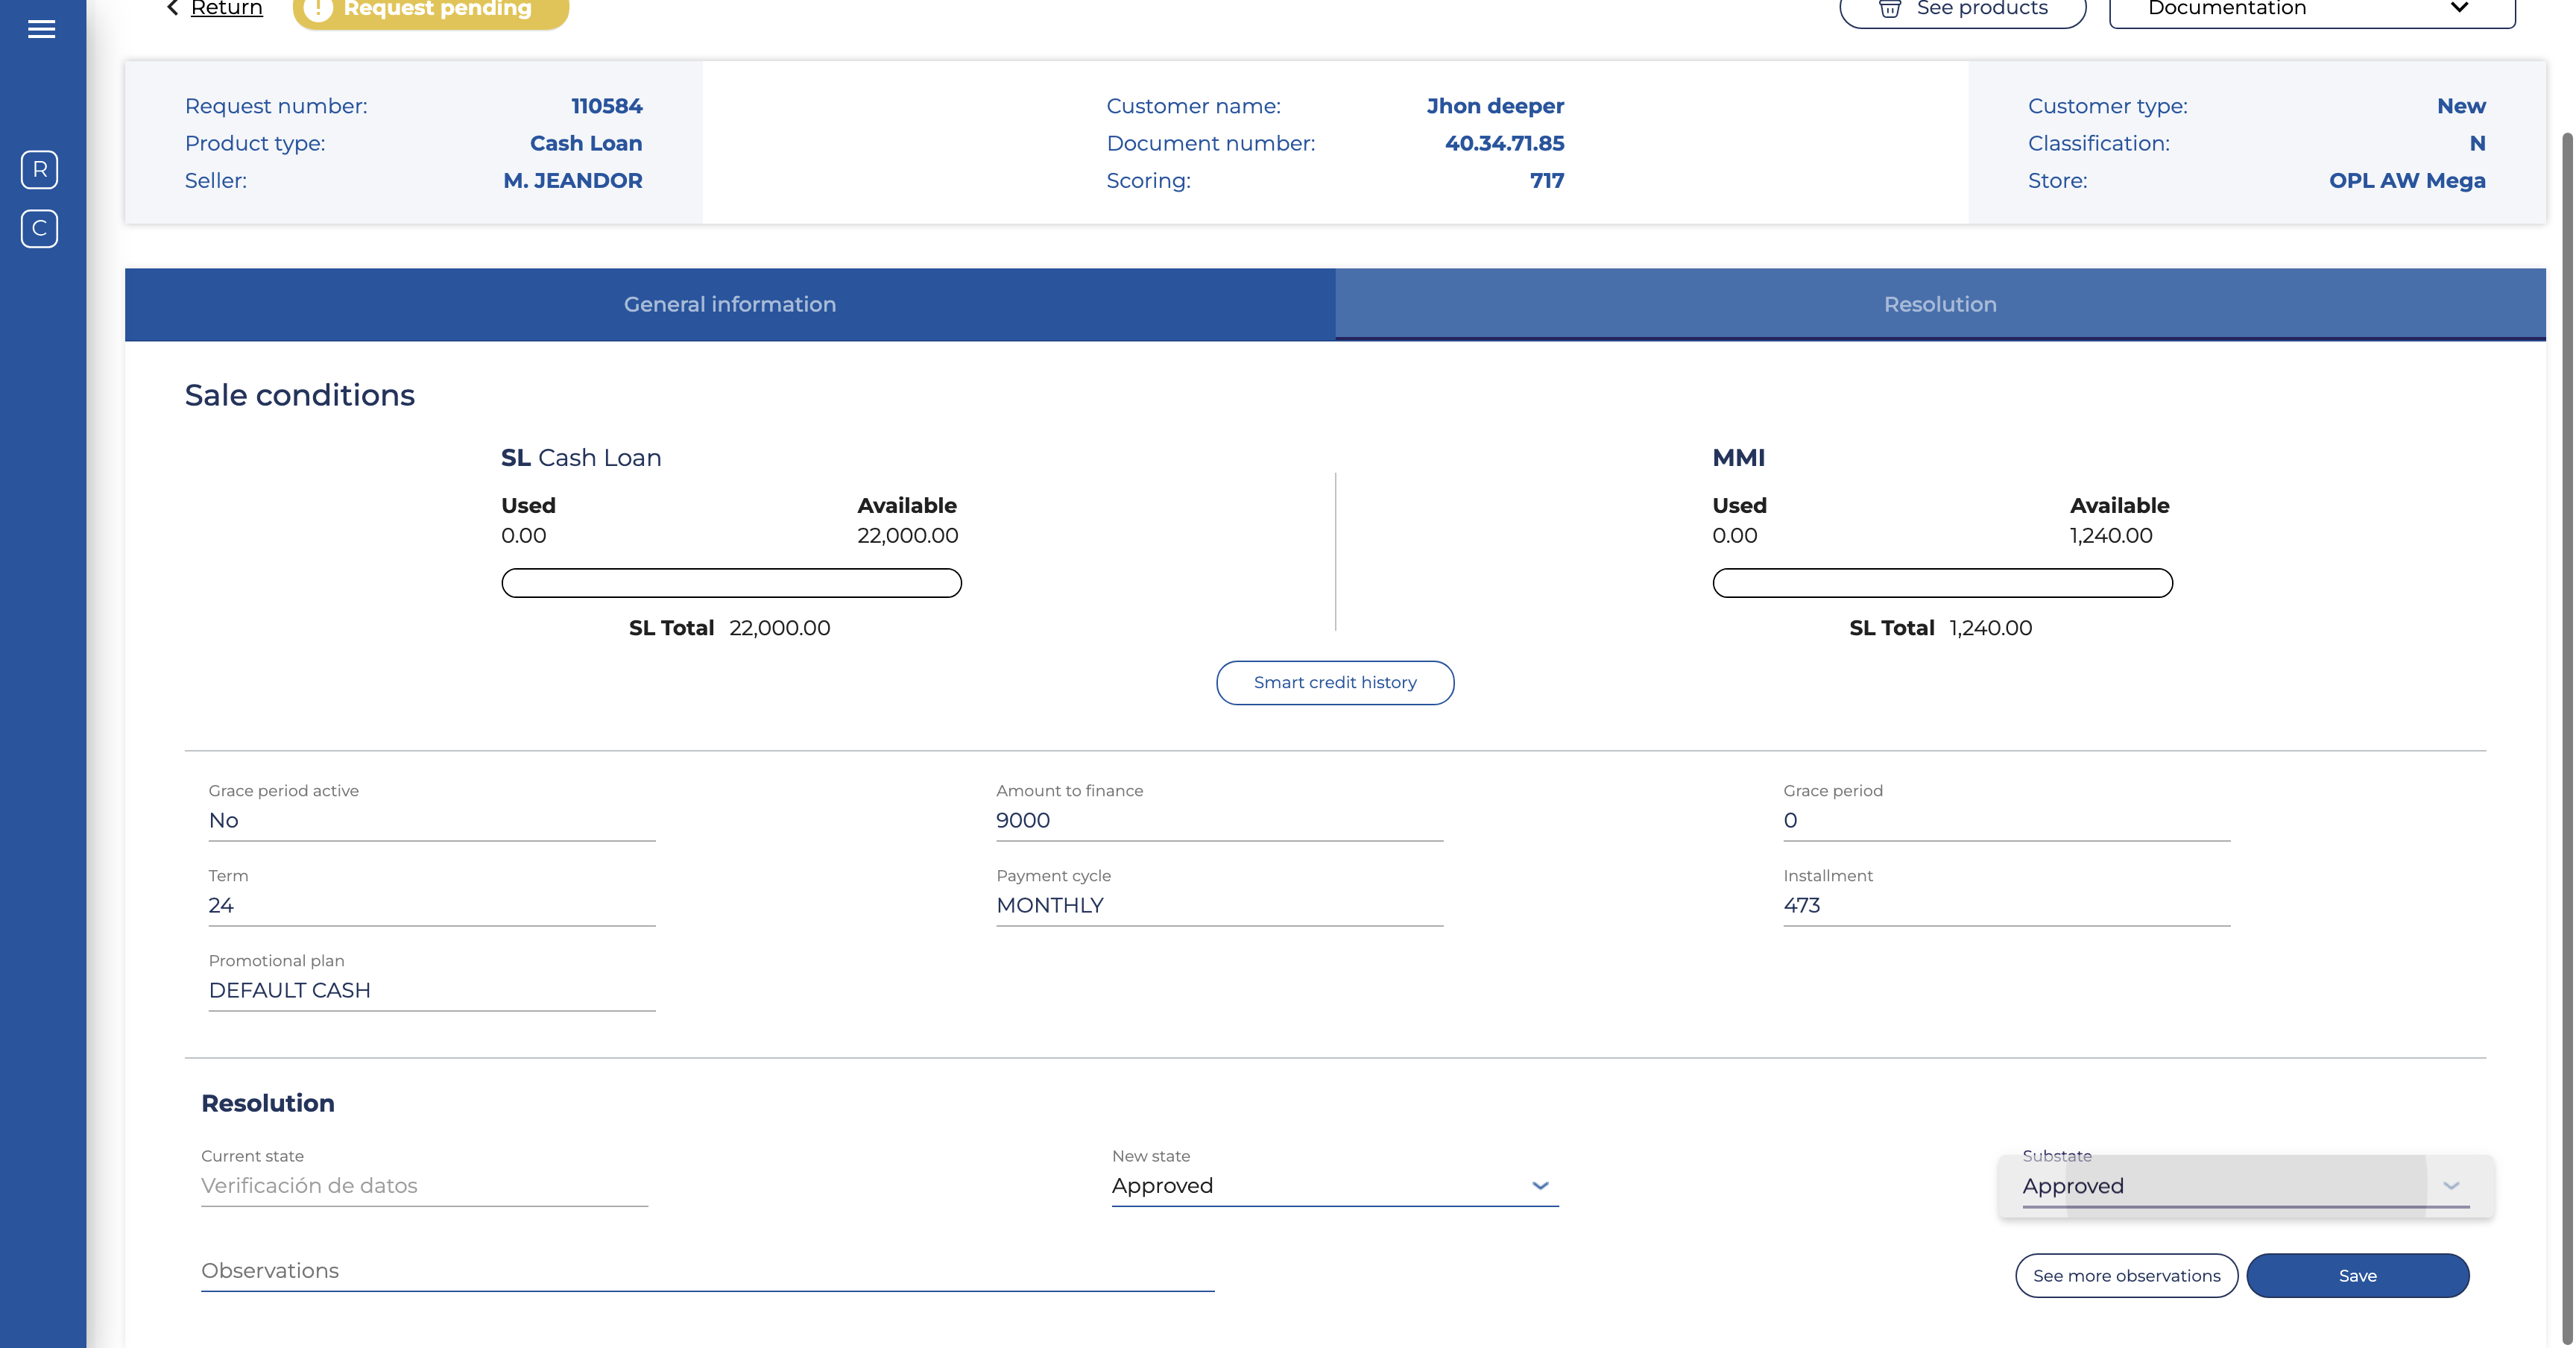 Return
Request pending
See products
Documentation
R
C
Request number: 110584
Product type: Cash Loan
Seller: M. JEANDOR
Customer name: Jhon deeper
Document number: 40.34.71.85
Scoring: 717
Customer type: New
Classification: N
Store: OPL AW Mega
General information
Resolution
Sale conditions
SL Cash Loan
Used Available
0.00 22,000.00
SL Total 22,000.00
MMI
Used Available
0.00 1,240.00
SL Total 1,240.00
Smart credit history
Grace period active
No
Amount to finance
9000
Grace period
0
Term
24
Payment cycle
MONTHLY
Installment
473
Promotional plan
DEFAULT CASH
Resolution
Current state
Verificación de datos
New state
Approved
Substate
Approved
Observations
See more observations
Save